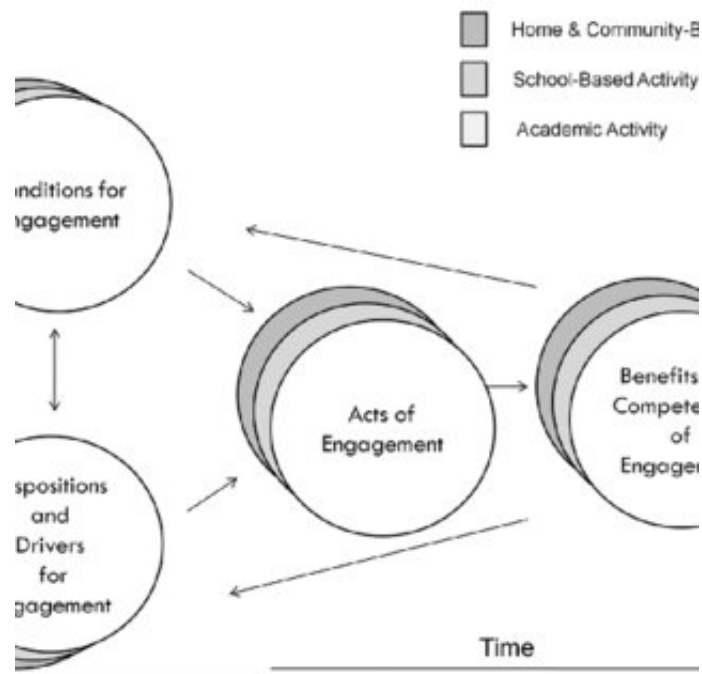 Home & Community-B
School-Based Activity
Academic Activity
nditions for
ngagement
Acts of
Engagement
Benefits
Compete
of
Engager
spositions
and
Drivers
for
gagement
Time